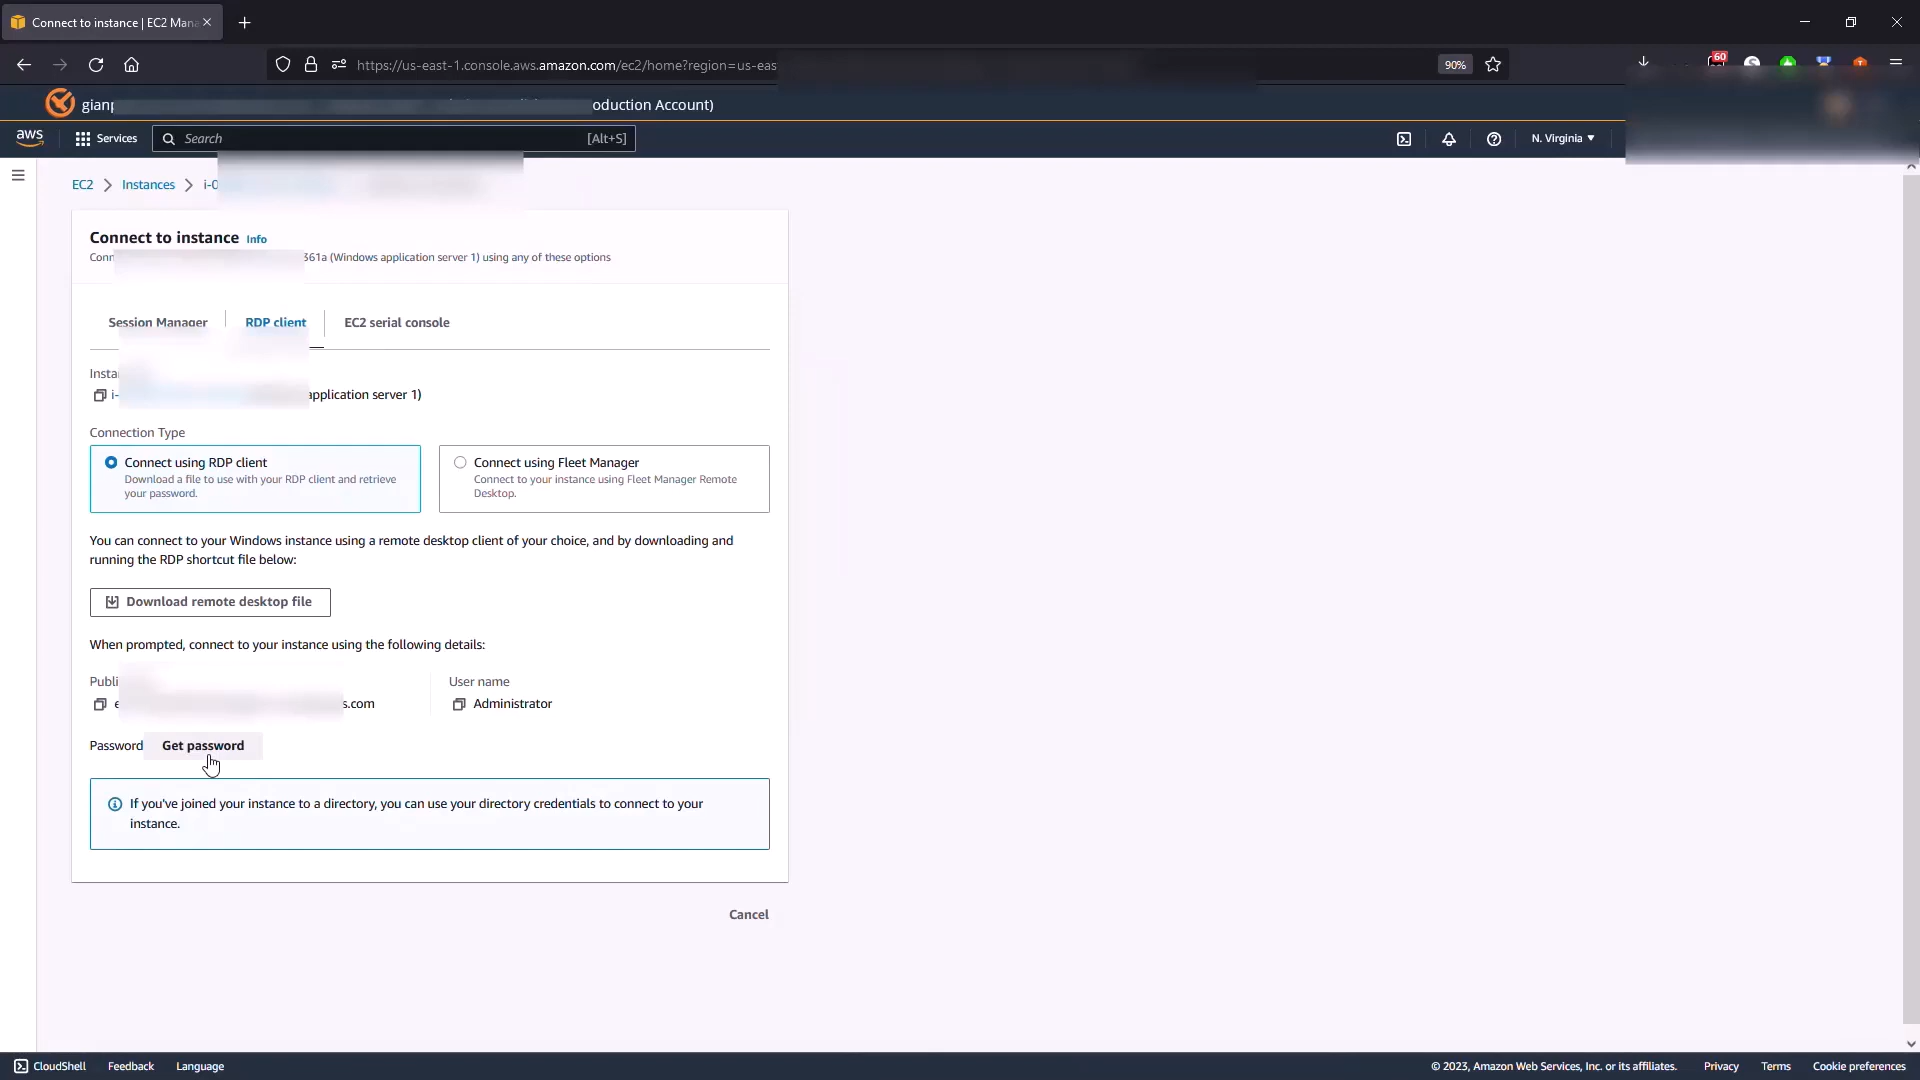 Connect to instance | EC2 Mana
https://us-east-1.console.aws.amazon.com/ec2/home?region=us-eas
90%
60
gianp
oduction Account)
aws
Services
Search
[Alt+S]
N. Virginia
EC2
Instances
i-0
Connect to instance
Info
361a (Windows application server 1) using any of these options
Session Manager
RDP client
EC2 serial console
application server 1)
Connection Type
Connect using RDP client
Download a file to use with your RDP client and retrieve
your password.
Connect using Fleet Manager
Connect to your instance using Fleet Manager Remote
Desktop.
You can connect to your Windows instance using a remote desktop client of your choice, and by downloading and
running the RDP shortcut file below:
Download remote desktop file
When prompted, connect to your instance using the following details:
Publi
User name
s.com
Administrator
Password
Get password
If you've joined your instance to a directory, you can use your directory credentials to connect to your
instance.
Cancel
CloudShell
Feedback
Language
© 2023, Amazon Web Services, Inc. or its affiliates.
Privacy
Terms
Cookie preferences